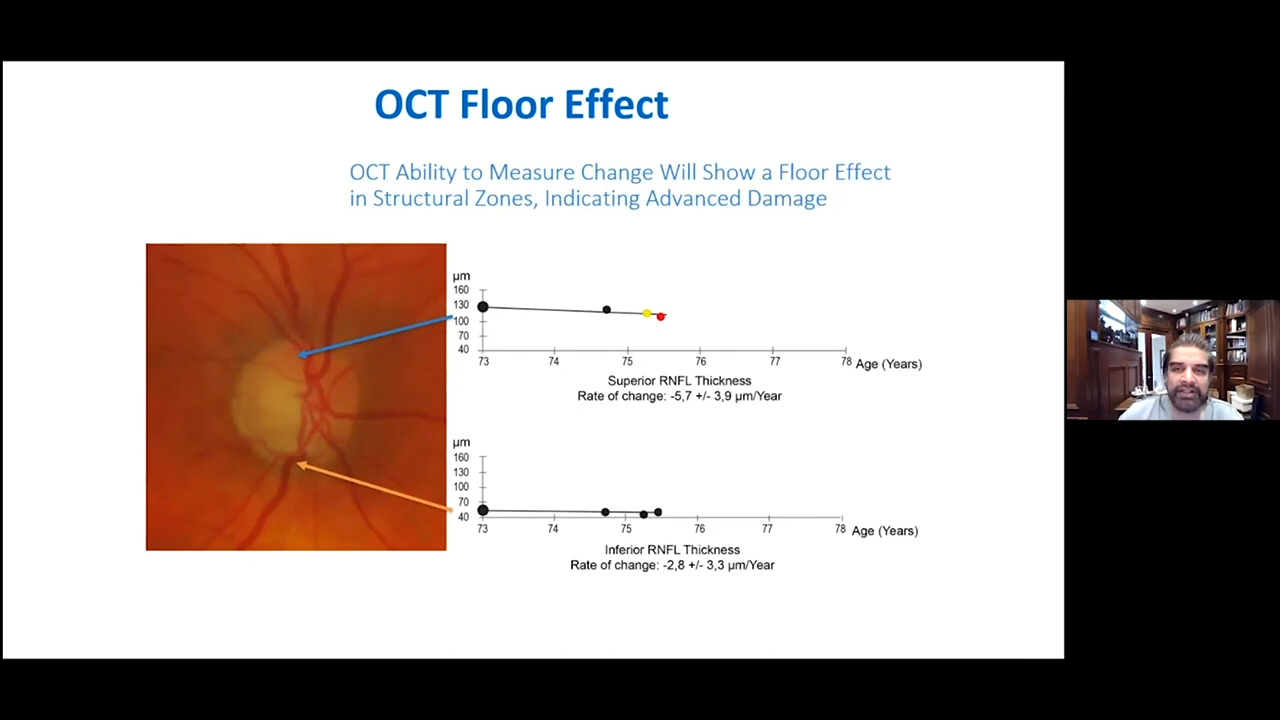 OCT Floor Effect
OCT Ability to Measure Change Will Show a Floor Effect
in Structural Zones, Indicating Advanced Damage
µm
160
130
100
70
40
73 74 75 76 77 78 Age (Years)
Superior RNFL Thickness
Rate of change: -5,7 +/- 3,9 µm/Year
µm
160
130
100
70
40
73 74 75 76 77 78 Age (Years)
Inferior RNFL Thickness
Rate of change: -2,8 +/- 3,3 µm/Year